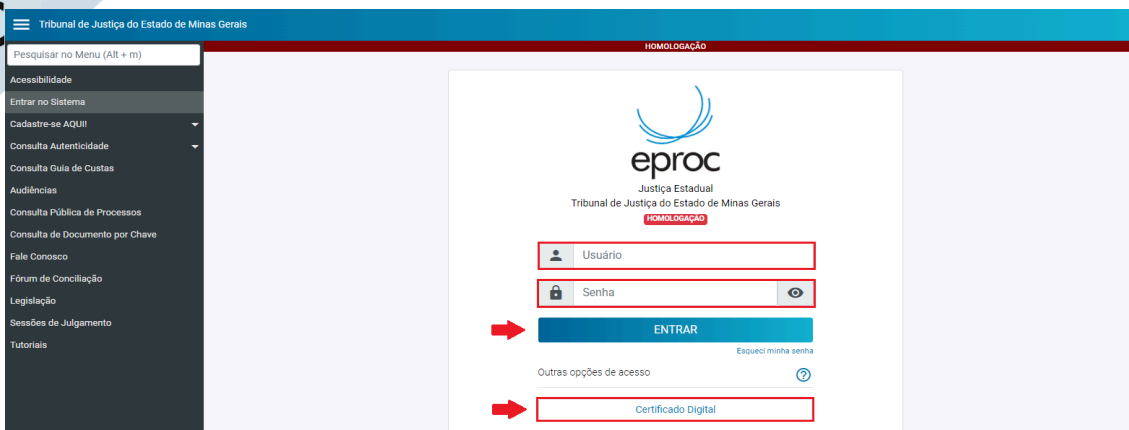 Tribunal de Justiça do Estado de Minas Gerais
HOMOLOGAÇÃO
Pesquisar no Menu (Alt + m)
Acessibilidade
Entrar no Sistema
Cadastre-se AQUI!
Consulta Autenticidade
Consulta Guia de Custas
Audiências
Consulta Pública de Processos
Consulta de Documento por Chave
Fale Conosco
Fórum de Conciliação
Legislação
Sessões de Julgamento
Tutoriais
eproc
Justiça Estadual
Tribunal de Justiça do Estado de Minas Gerais
HOMOLOGAÇÃO
Usuário
Senha
ENTRAR
Esqueci minha senha
Outras opções de acesso
Certificado Digital